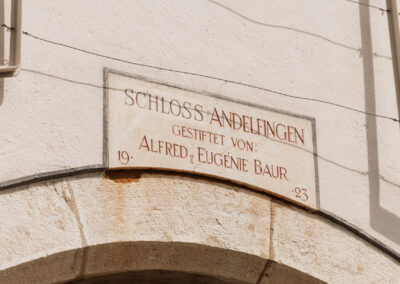 SCHLOSS ANDELFINGEN
GESTIFTET VON:
ALFRED & EUGÉNIE BAUR
19- -23